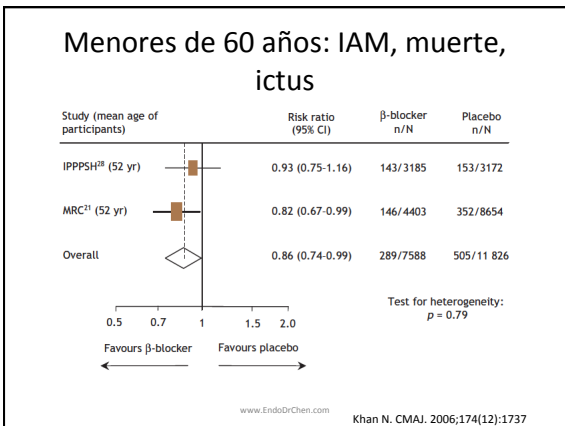 Menores de 60 años: IAM, muerte,
ictus
Study (mean age of participants) Risk ratio (95% CI) β-blocker n/N Placebo n/N
IPPPSH28 (52 yr) 0.93 (0.75-1.16) 143/3185 153/3172
MRC21 (52 yr) 0.82 (0.67-0.99) 146/4403 352/8654
Overall 0.86 (0.74-0.99) 289/7588 505/11 826
Test for heterogeneity:
p = 0.79
0.5 0.7 1 1.5 2.0
Favours β-blocker Favours placebo
www.EndoDrChen.com
Khan N. CMAJ. 2006;174(12):1737